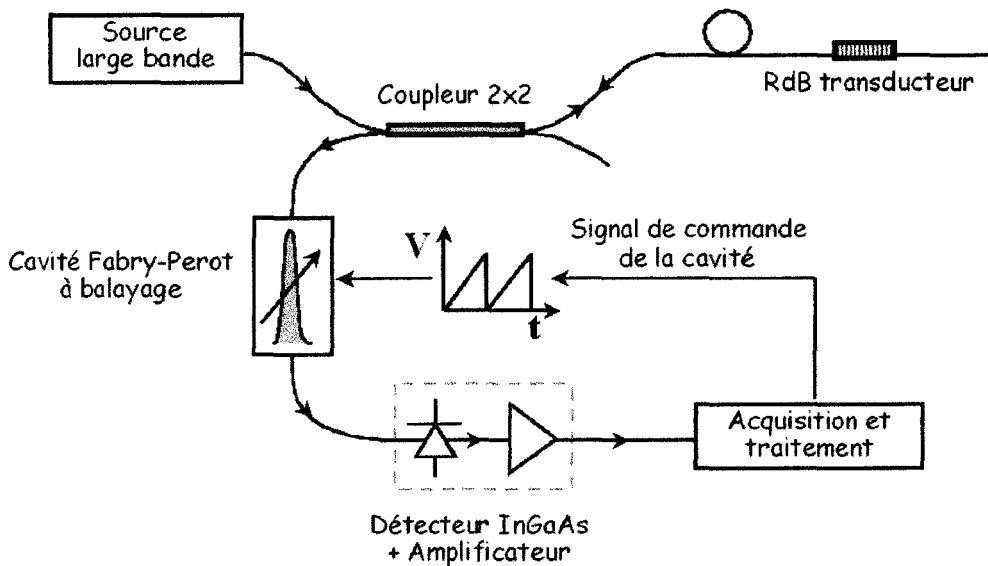 Source
large bande
Coupleur 2x2
RdB transducteur
Cavité Fabry-Perot
à balayage
V
t
Signal de commande
de la cavité
Acquisition et
traitement
Détecteur InGaAs
+ Amplificateur